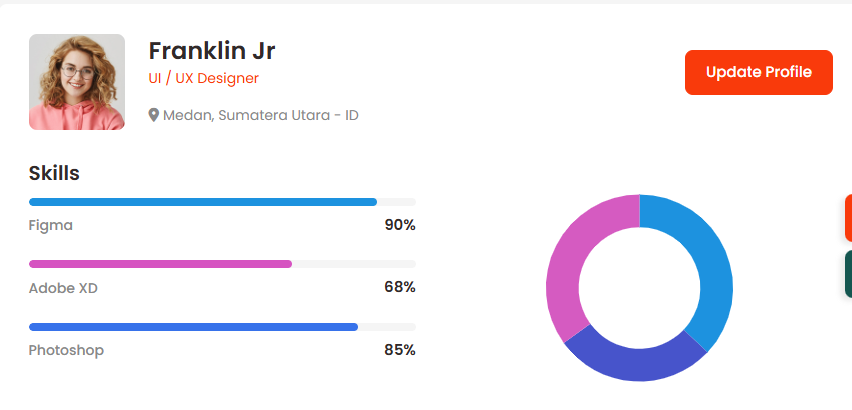 Franklin Jr
UI / UX Designer
Medan, Sumatera Utara - ID
Update Profile
Skills
Figma 90%
Adobe XD 68%
Photoshop 85%